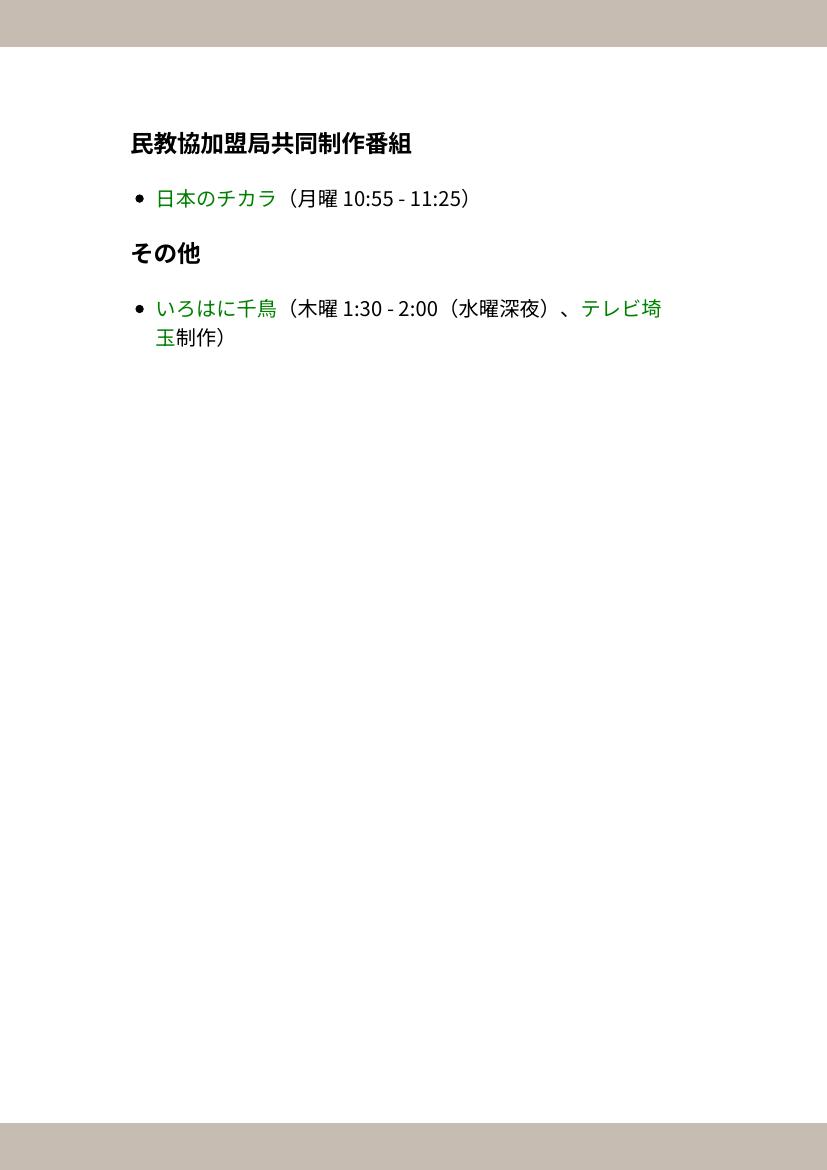 民教協加盟局共同制作番組
• 日本のチカラ（月曜 10:55 - 11:25）
その他
• いろはに千鳥（木曜 1:30 - 2:00（水曜深夜）、テレビ埼
玉制作）